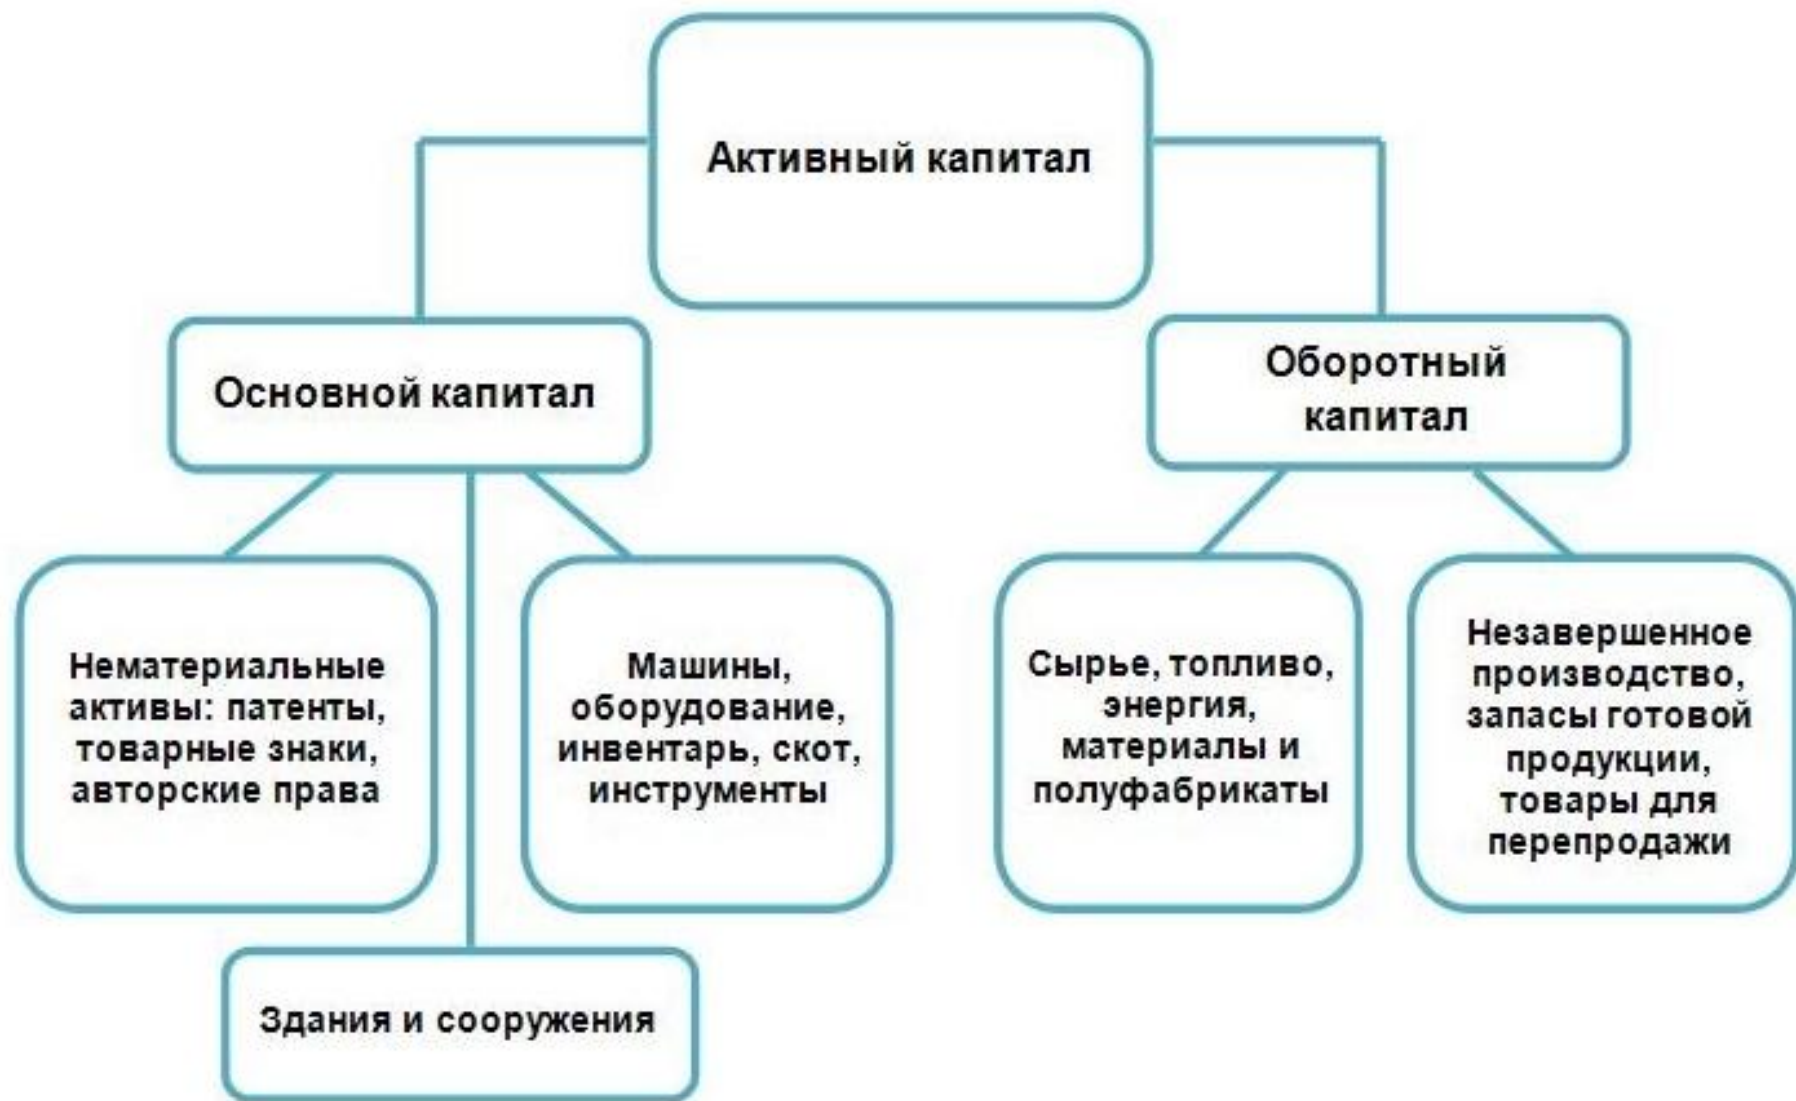 Активный капитал
Основной капитал
Оборотный
капитал
Нематериальные
активы: патенты,
товарные знаки,
авторские права
Машины,
оборудование,
инвентарь, скот,
инструменты
Сырье, топливо,
энергия,
материалы и
полуфабрикаты
Незавершенное
производство,
запасы готовой
продукции,
товары для
перепродажи
Здания и сооружения